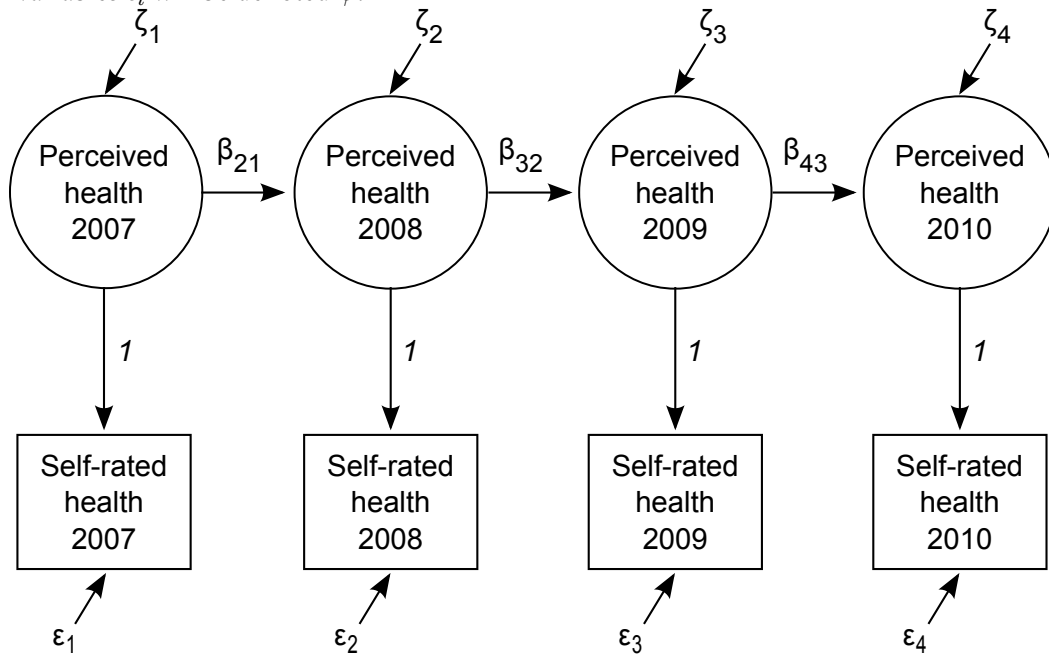 ζ1
ζ2
ζ3
ζ4
Perceived
health
2007
β21
Perceived
health
2008
β32
Perceived
health
2009
β43
Perceived
health
2010
1
1
1
1
Self-rated
health
2007
Self-rated
health
2008
Self-rated
health
2009
Self-rated
health
2010
ε1
ε2
ε3
ε4